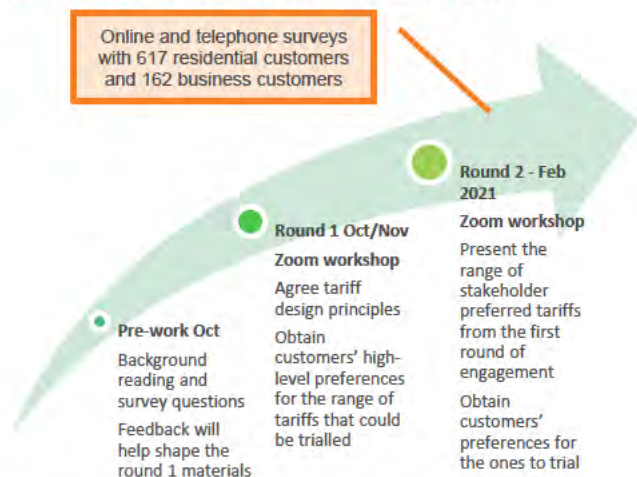 Online and telephone surveys
with 617 residential customers
and 162 business customers
Pre-work Oct
Background
reading and
survey questions
Feedback will
help shape the
round 1 materials
Round 1 Oct/Nov
Zoom workshop
Agree tariff
design principles
Obtain
customers' high-
level preferences
for the range of
tariffs that could
be trialled
Round 2 - Feb
2021
Zoom workshop
Present the
range of
stakeholder
preferred tariffs
from the first
round of
engagement
Obtain
customers'
preferences for
the ones to trial